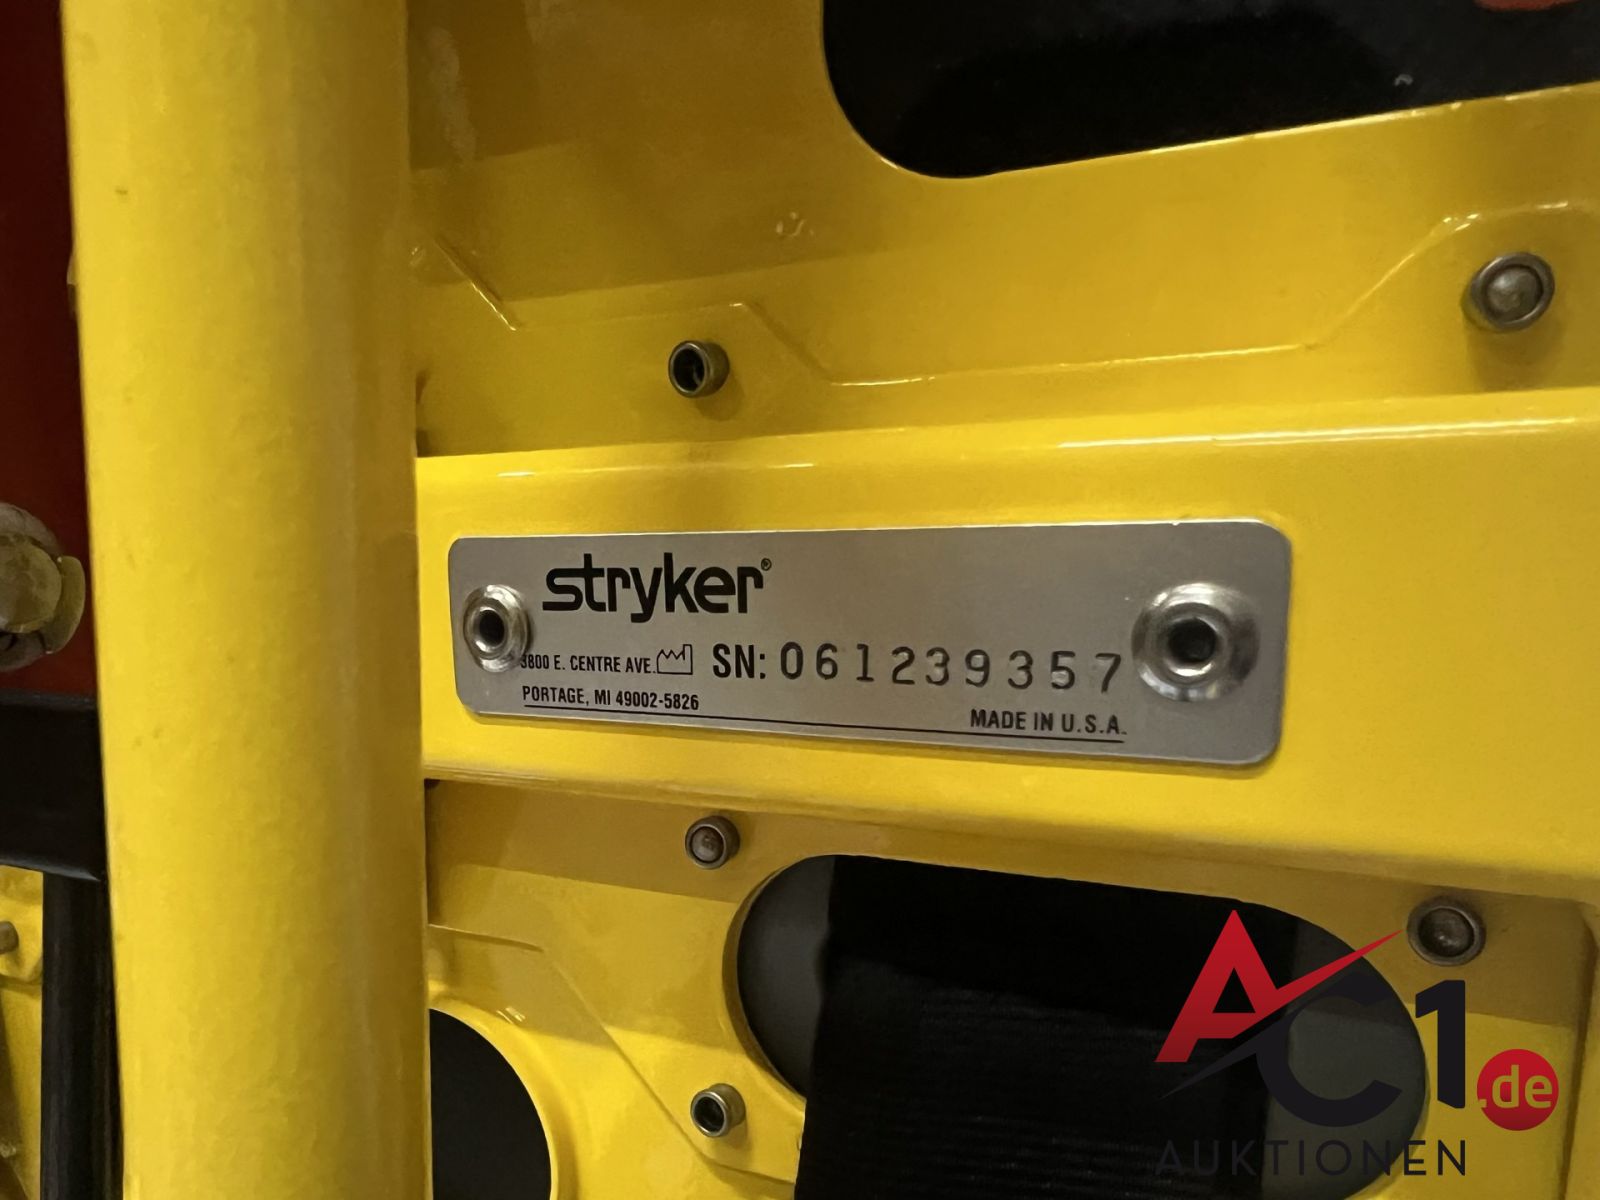 stryker®
3800 E. CENTRE AVE.
SN: 061239357
PORTAGE, MI 49002-5826
MADE IN U.S.A.
AC1.de
AUKTIONEN